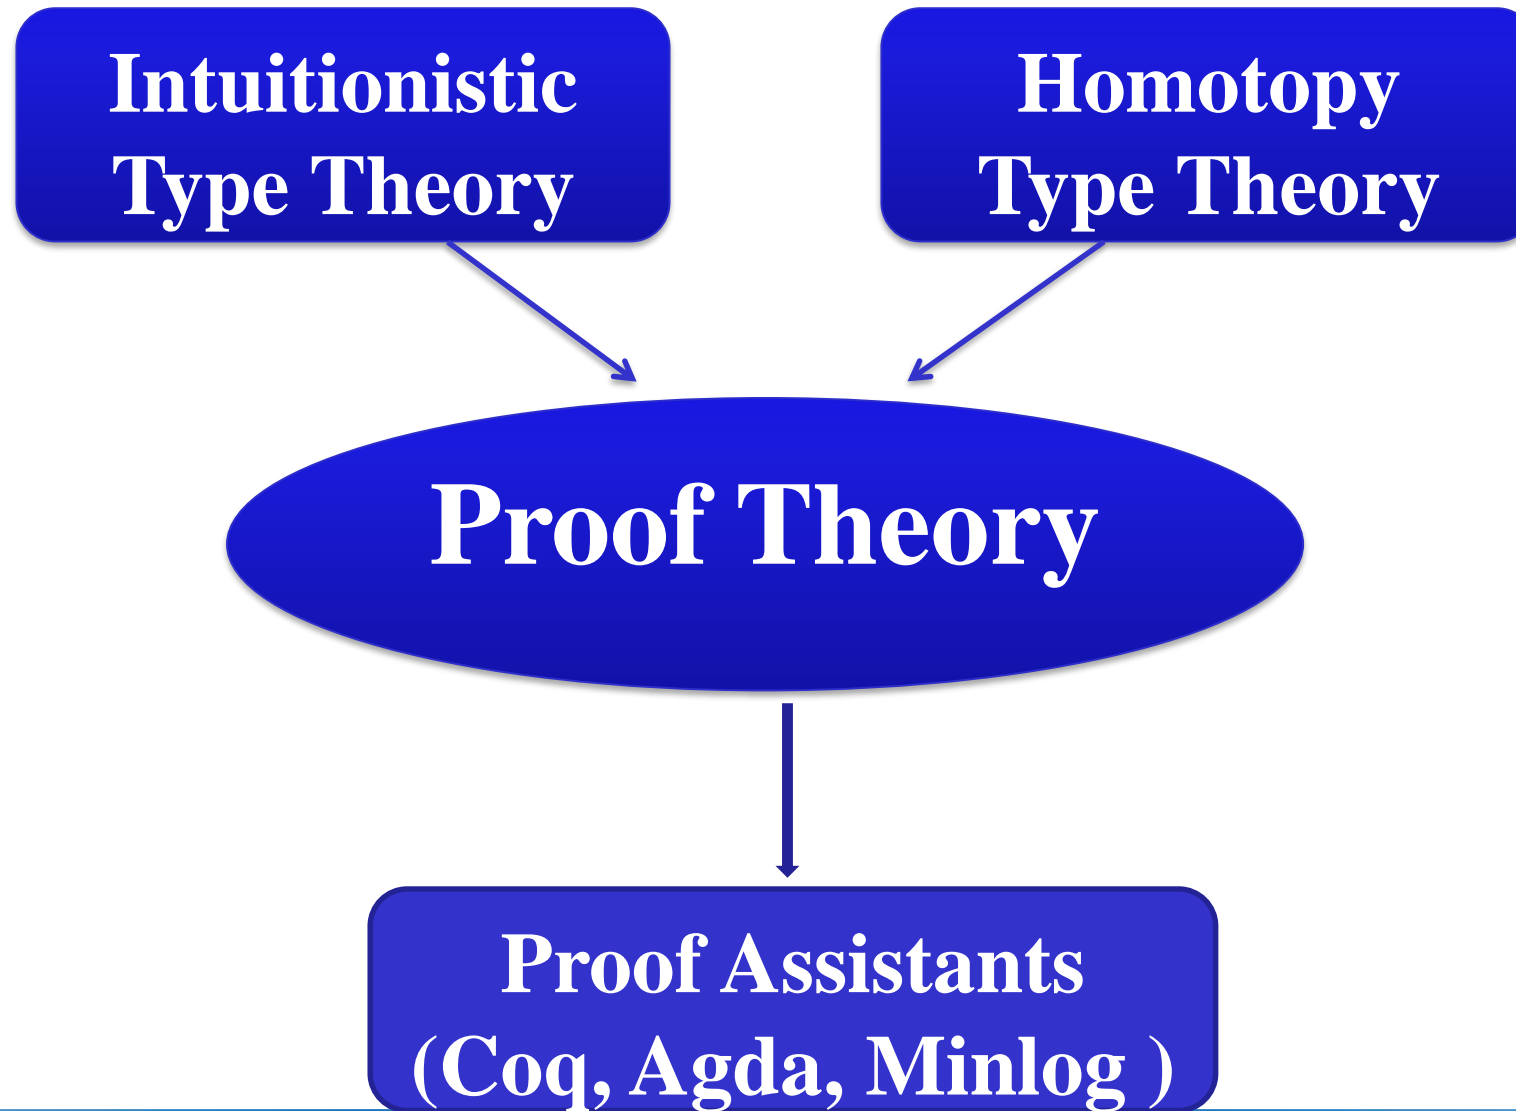 Intuitionistic
Type Theory
Homotopy
Type Theory
Proof Theory
Proof Assistants
(Coq, Agda, Minlog )